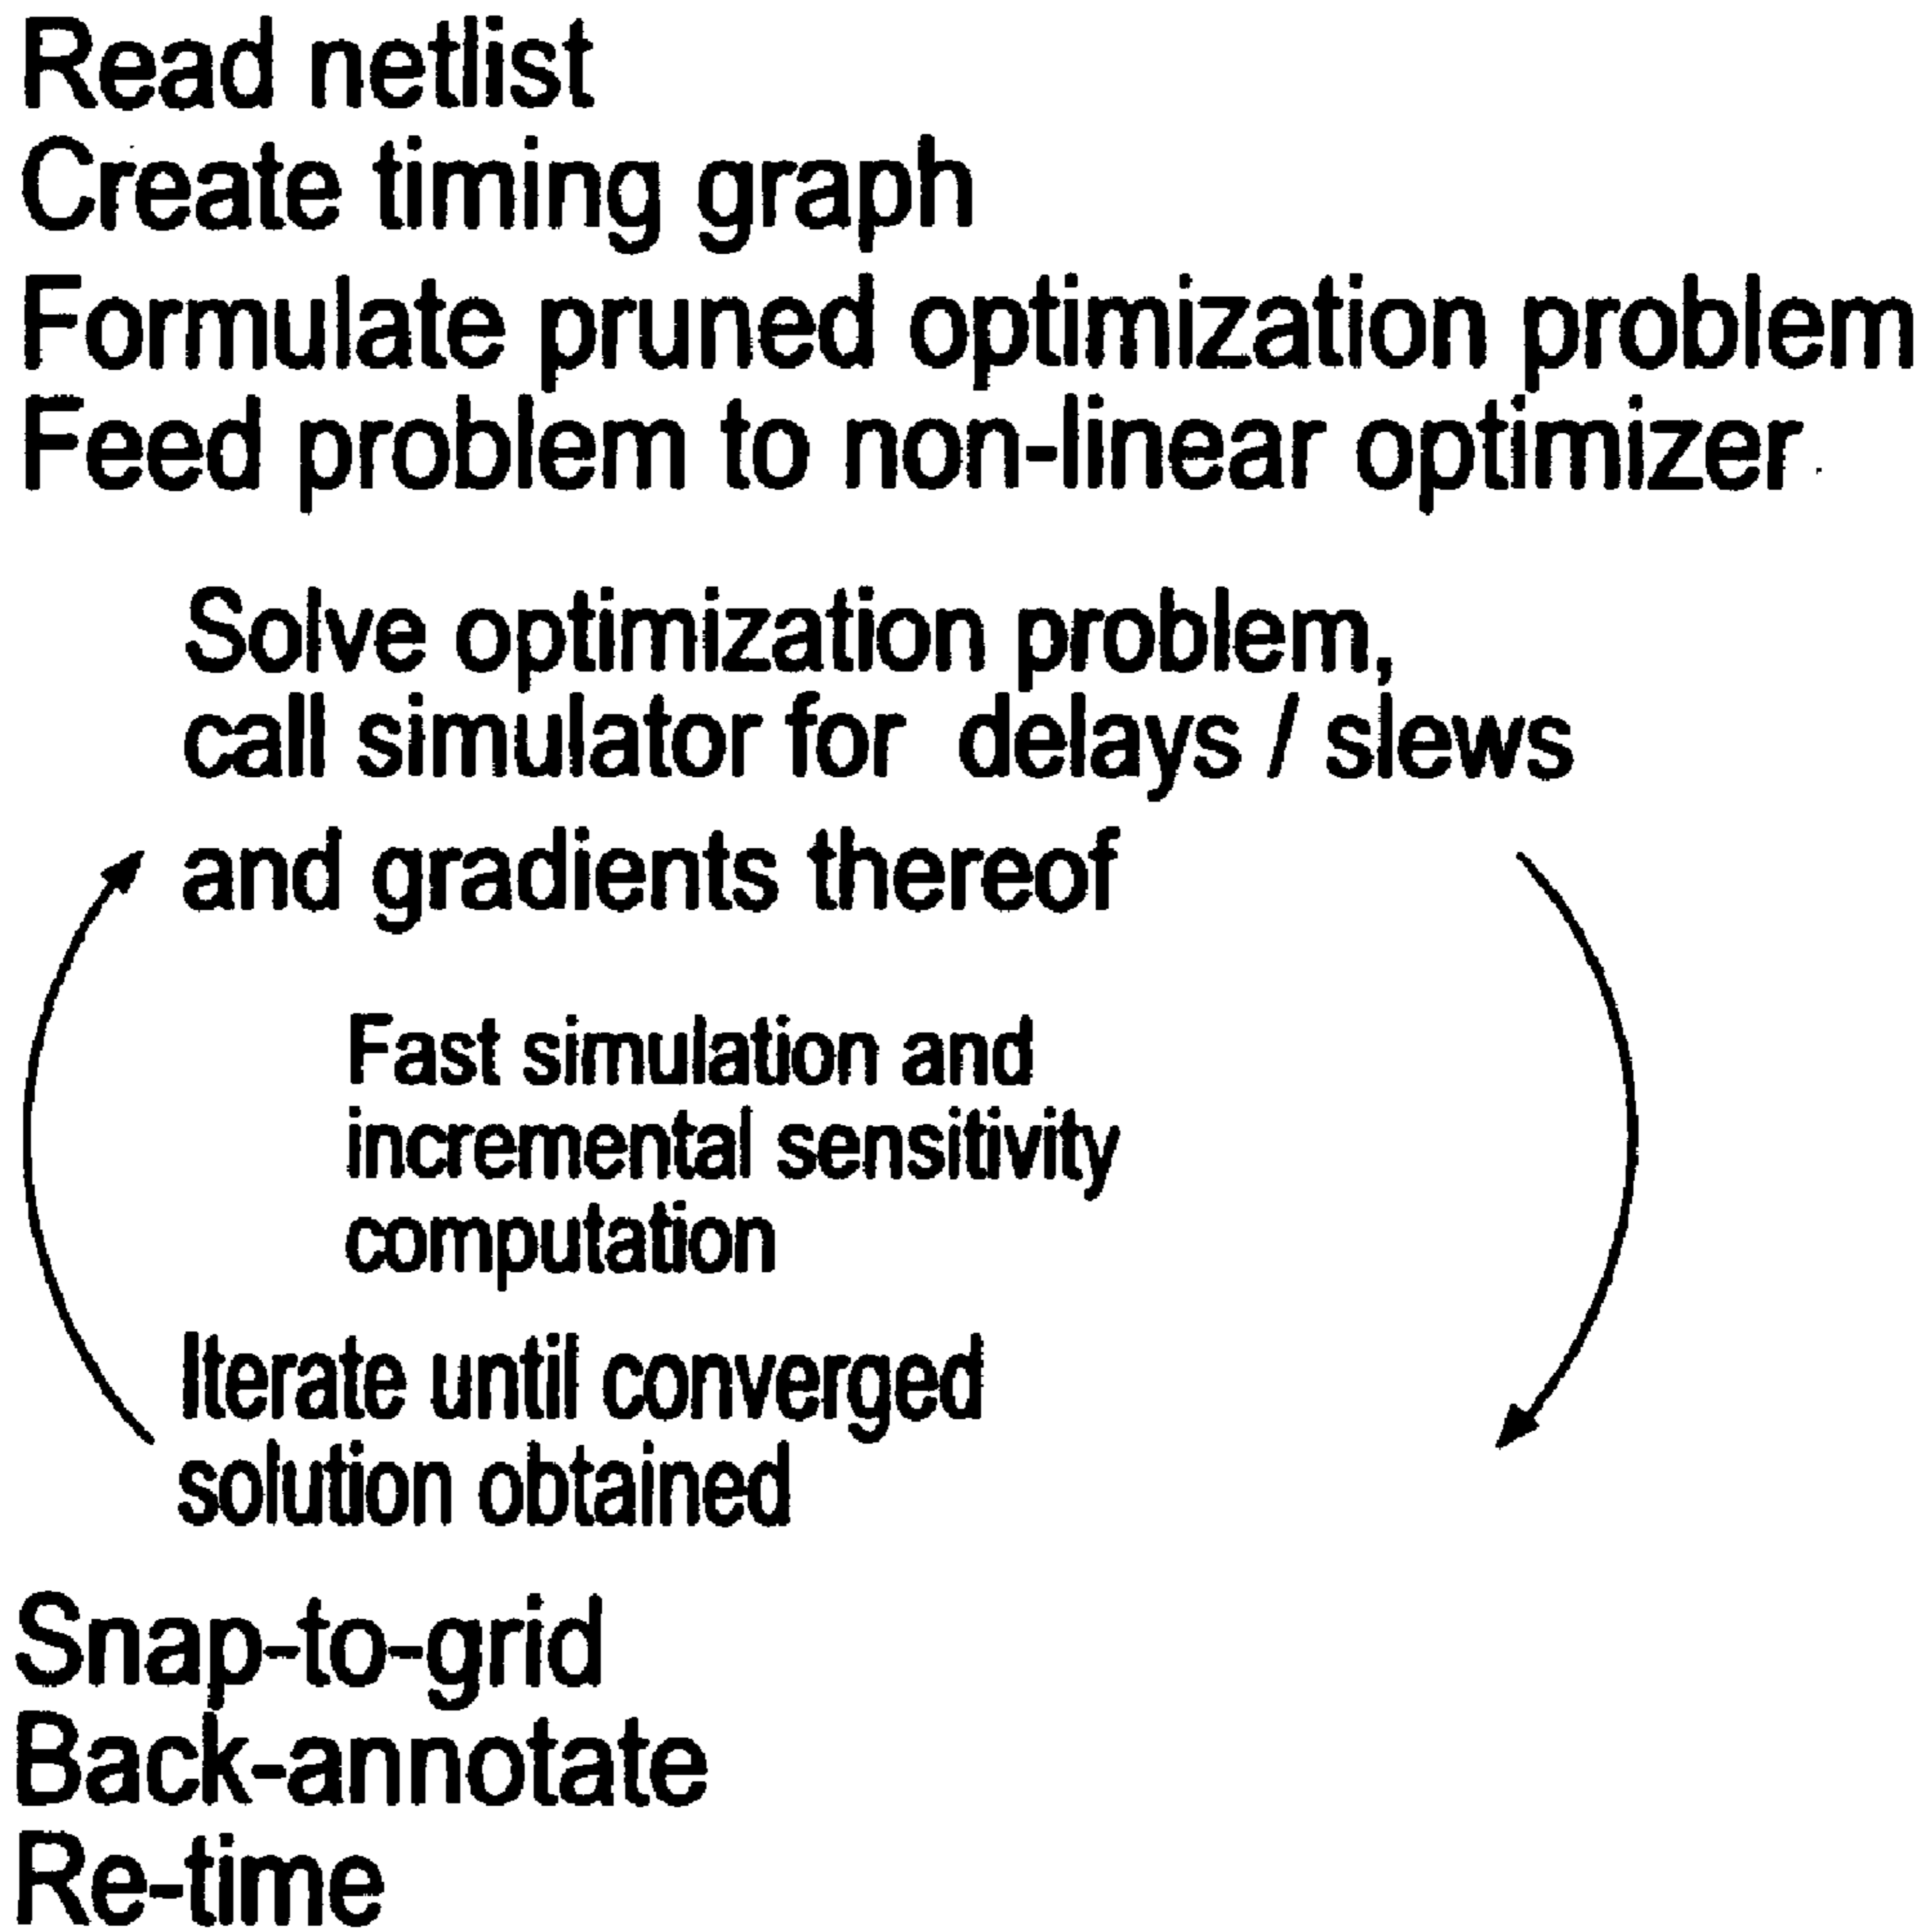 Read netlist
Create timing graph
Formulate pruned optimization problem
Feed problem to non-linear optimizer
Solve optimization problem,
call simulator for delays / slews
and gradients thereof
Fast simulation and
incremental sensitivity
computation
Iterate until converged
solution obtained
Snap-to-grid
Back-annotate
Re-time